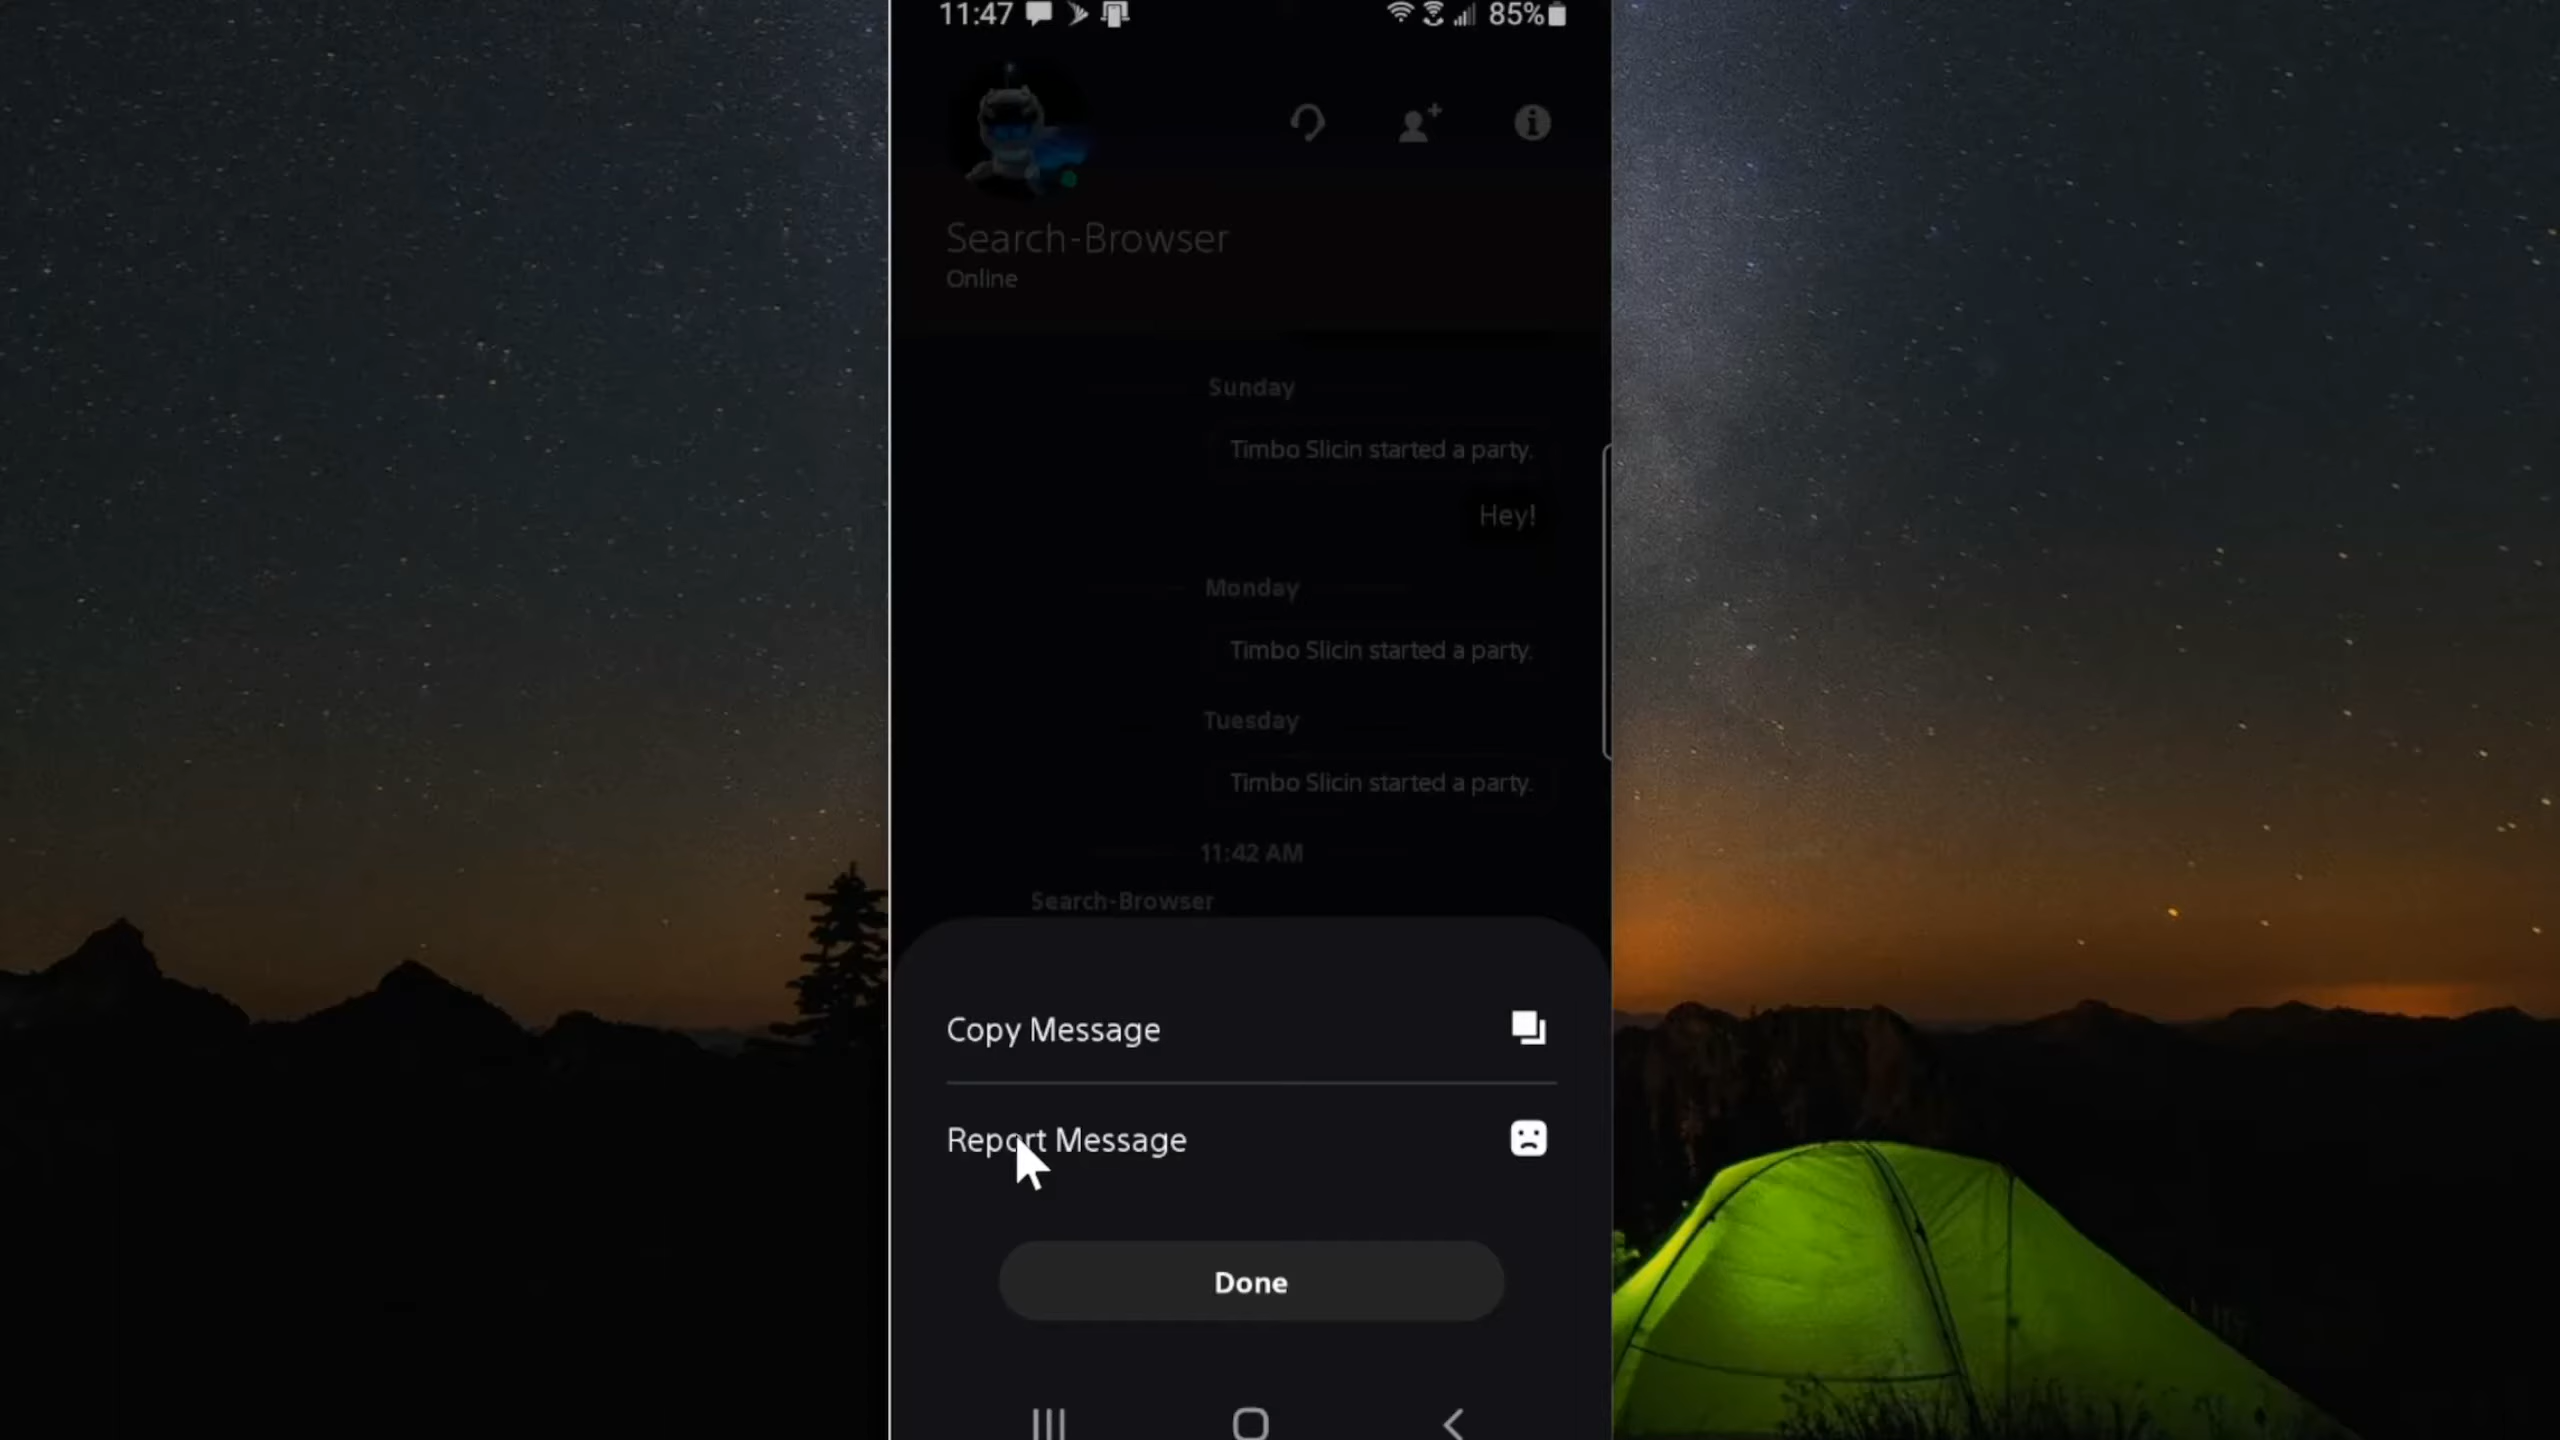 11:47
85%
Search-Browser
Online
Sunday
Timbo Slicin started a party.
Hey!
Monday
Timbo Slicin started a party.
Tuesday
Timbo Slicin started a party.
11:42 AM
Search-Browser
Copy Message
Report Message
Done